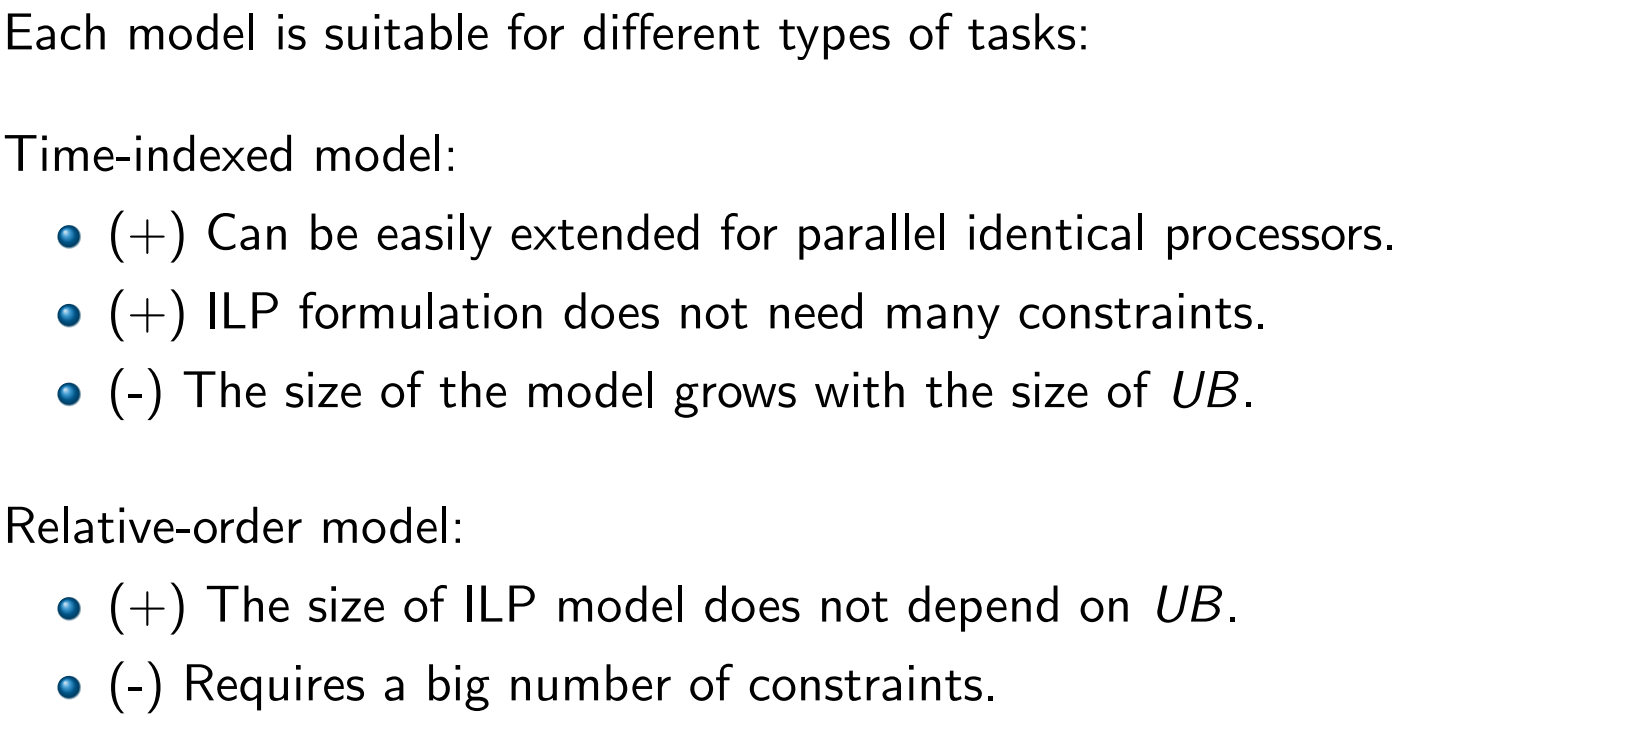 Each model is suitable for different types of tasks:
Time-indexed model:
(+) Can be easily extended for parallel identical processors.
(+) ILP formulation does not need many constraints.
(-) The size of the model grows with the size of UB.
Relative-order model:
(+) The size of ILP model does not depend on UB.
(-) Requires a big number of constraints.